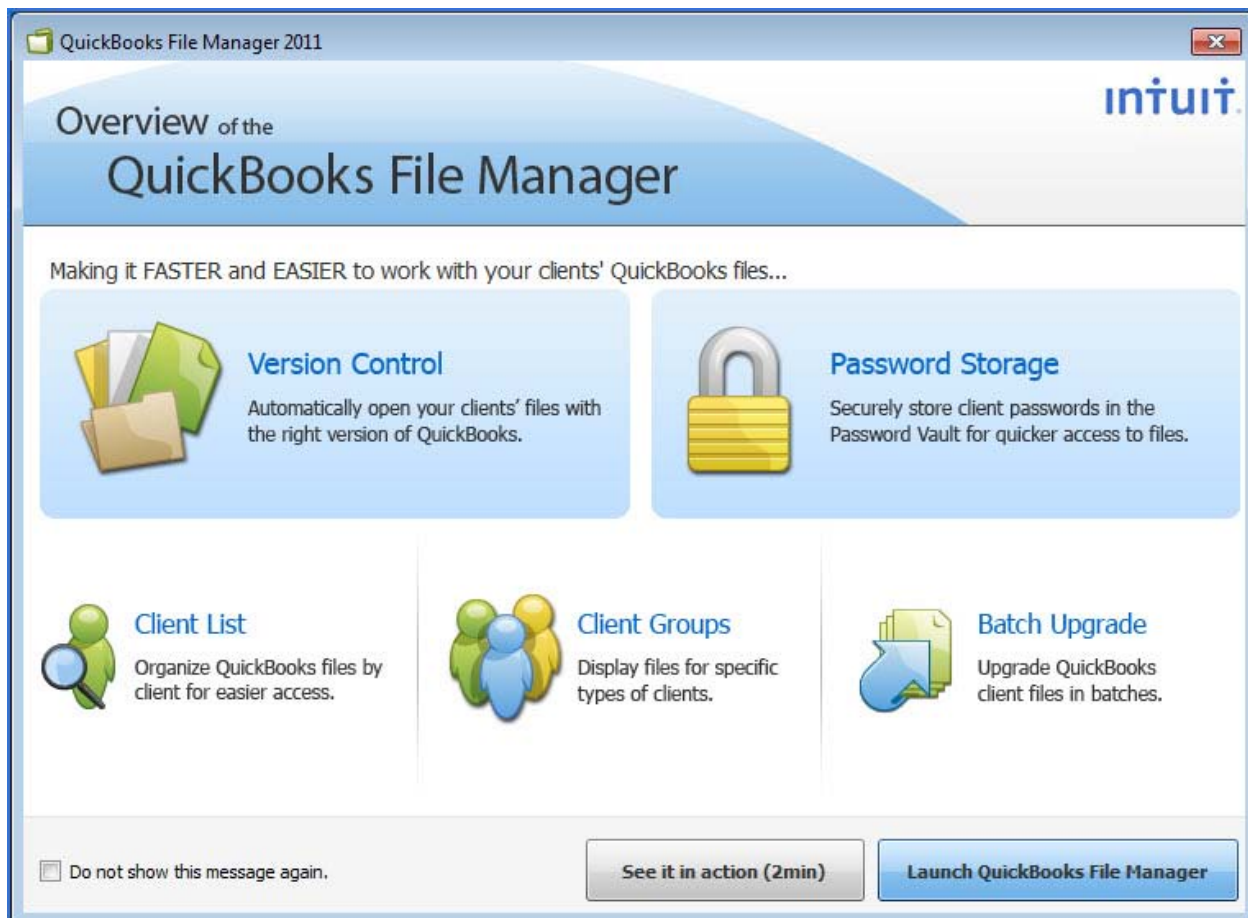 QuickBooks File Manager 2011
intuit.
Overview of the
QuickBooks File Manager
Making it FASTER and EASIER to work with your clients' QuickBooks files...
Version Control
Automatically open your clients’ files with
the right version of QuickBooks.
Password Storage
Securely store client passwords in the
Password Vault for quicker access to files.
Client List
Organize QuickBooks files by
client for easier access.
Client Groups
Display files for specific
types of clients.
Batch Upgrade
Upgrade QuickBooks
client files in batches.
Do not show this message again.
See it in action (2min)
Launch QuickBooks File Manager